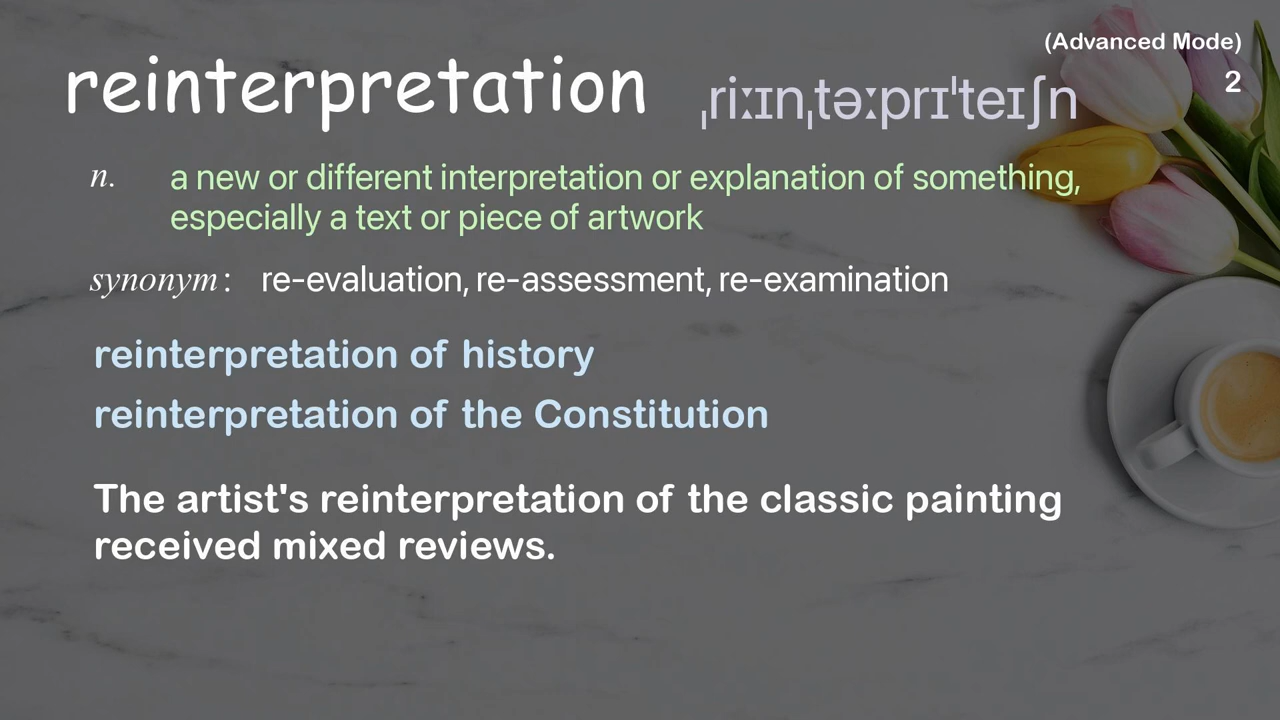 (Advanced Mode)
reinterpretation ˌriːɪnˌtəːprɪˈteɪʃn
2
n. a new or different interpretation or explanation of something,
especially a text or piece of artwork
synonym: re-evaluation, re-assessment, re-examination
reinterpretation of history
reinterpretation of the Constitution
The artist's reinterpretation of the classic painting
received mixed reviews.